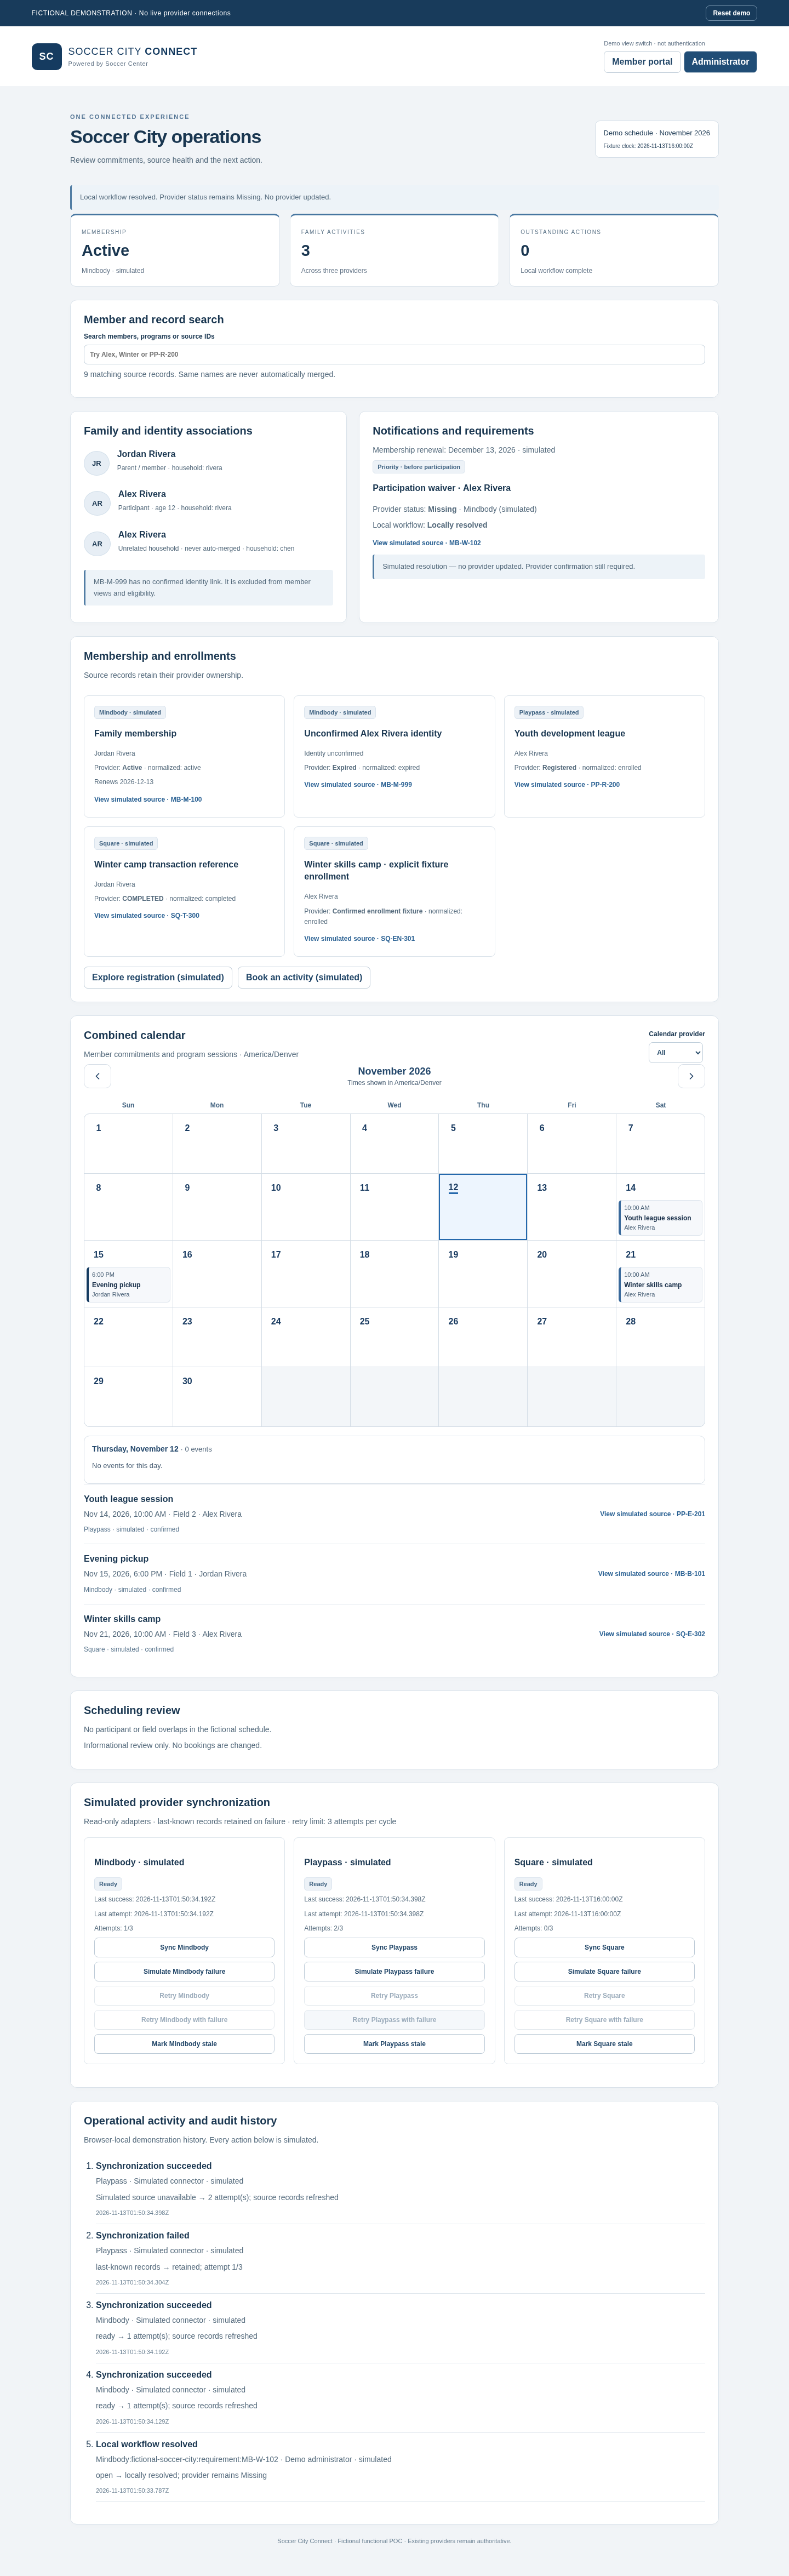 FICTIONAL DEMONSTRATION · No live provider connections
Reset demo
SC
SOCCER CITY CONNECT
Powered by Soccer Center
Demo view switch · not authentication
Member portal
Administrator
ONE CONNECTED EXPERIENCE
Soccer City operations
Review commitments, source health and the next action.
Demo schedule · November 2026
Fixture clock: 2026-11-13T16:00:00Z
Local workflow resolved. Provider status remains Missing. No provider updated.
MEMBERSHIP
Active
Mindbody · simulated
FAMILY ACTIVITIES
3
Across three providers
OUTSTANDING ACTIONS
0
Local workflow complete
Member and record search
Search members, programs or source IDs
Try Alex, Winter or PP-R-200
9 matching source records. Same names are never automatically merged.
Family and identity associations
JR
Jordan Rivera
Parent / member · household: rivera
AR
Alex Rivera
Participant · age 12 · household: rivera
AR
Alex Rivera
Unrelated household · never auto-merged · household: chen
MB-M-999 has no confirmed identity link. It is excluded from member
views and eligibility.
Notifications and requirements
Membership renewal: December 13, 2026 · simulated
Priority · before participation
Participation waiver · Alex Rivera
Provider status: Missing · Mindbody (simulated)
Local workflow: Locally resolved
View simulated source · MB-W-102
Simulated resolution — no provider updated. Provider confirmation still required.
Membership and enrollments
Source records retain their provider ownership.
Mindbody · simulated
Family membership
Jordan Rivera
Provider: Active · normalized: active
Renews 2026-12-13
View simulated source · MB-M-100
Mindbody · simulated
Unconfirmed Alex Rivera identity
Identity unconfirmed
Provider: Expired · normalized: expired
View simulated source · MB-M-999
Playpass · simulated
Youth development league
Alex Rivera
Provider: Registered · normalized: enrolled
View simulated source · PP-R-200
Square · simulated
Winter camp transaction reference
Jordan Rivera
Provider: COMPLETED · normalized: completed
View simulated source · SQ-T-300
Square · simulated
Winter skills camp · explicit fixture
enrollment
Alex Rivera
Provider: Confirmed enrollment fixture · normalized:
enrolled
View simulated source · SQ-EN-301
Explore registration (simulated)
Book an activity (simulated)
Combined calendar
Member commitments and program sessions · America/Denver
Calendar provider
All
November 2026
Times shown in America/Denver
Sun Mon Tue Wed Thu Fri Sat
1 2 3 4 5 6 7
8 9 10 11 12 13 14
10:00 AM
Youth league session
Alex Rivera
15 16 17 18 19 20 21
6:00 PM
Evening pickup
Jordan Rivera
10:00 AM
Winter skills camp
Alex Rivera
22 23 24 25 26 27 28
29 30
Thursday, November 12 · 0 events
No events for this day.
Youth league session
Nov 14, 2026, 10:00 AM · Field 2 · Alex Rivera
Playpass · simulated · confirmed
View simulated source · PP-E-201
Evening pickup
Nov 15, 2026, 6:00 PM · Field 1 · Jordan Rivera
Mindbody · simulated · confirmed
View simulated source · MB-B-101
Winter skills camp
Nov 21, 2026, 10:00 AM · Field 3 · Alex Rivera
Square · simulated · confirmed
View simulated source · SQ-E-302
Scheduling review
No participant or field overlaps in the fictional schedule.
Informational review only. No bookings are changed.
Simulated provider synchronization
Read-only adapters · last-known records retained on failure · retry limit: 3 attempts per cycle
Mindbody · simulated
Ready
Last success: 2026-11-13T01:50:34.192Z
Last attempt: 2026-11-13T01:50:34.192Z
Attempts: 1/3
Sync Mindbody
Simulate Mindbody failure
Retry Mindbody
Retry Mindbody with failure
Mark Mindbody stale
Playpass · simulated
Ready
Last success: 2026-11-13T01:50:34.398Z
Last attempt: 2026-11-13T01:50:34.398Z
Attempts: 2/3
Sync Playpass
Simulate Playpass failure
Retry Playpass
Retry Playpass with failure
Mark Playpass stale
Square · simulated
Ready
Last success: 2026-11-13T16:00:00Z
Last attempt: 2026-11-13T16:00:00Z
Attempts: 0/3
Sync Square
Simulate Square failure
Retry Square
Retry Square with failure
Mark Square stale
Operational activity and audit history
Browser-local demonstration history. Every action below is simulated.
1. Synchronization succeeded
Playpass · Simulated connector · simulated
Simulated source unavailable → 2 attempt(s); source records refreshed
2026-11-13T01:50:34.398Z
2. Synchronization failed
Playpass · Simulated connector · simulated
last-known records → retained; attempt 1/3
2026-11-13T01:50:34.304Z
3. Synchronization succeeded
Mindbody · Simulated connector · simulated
ready → 1 attempt(s); source records refreshed
2026-11-13T01:50:34.192Z
4. Synchronization succeeded
Mindbody · Simulated connector · simulated
ready → 1 attempt(s); source records refreshed
2026-11-13T01:50:34.129Z
5. Local workflow resolved
Mindbody:fictional-soccer-city:requirement:MB-W-102 · Demo administrator · simulated
open → locally resolved; provider remains Missing
2026-11-13T01:50:33.787Z
Soccer City Connect · Fictional functional POC · Existing providers remain authoritative.